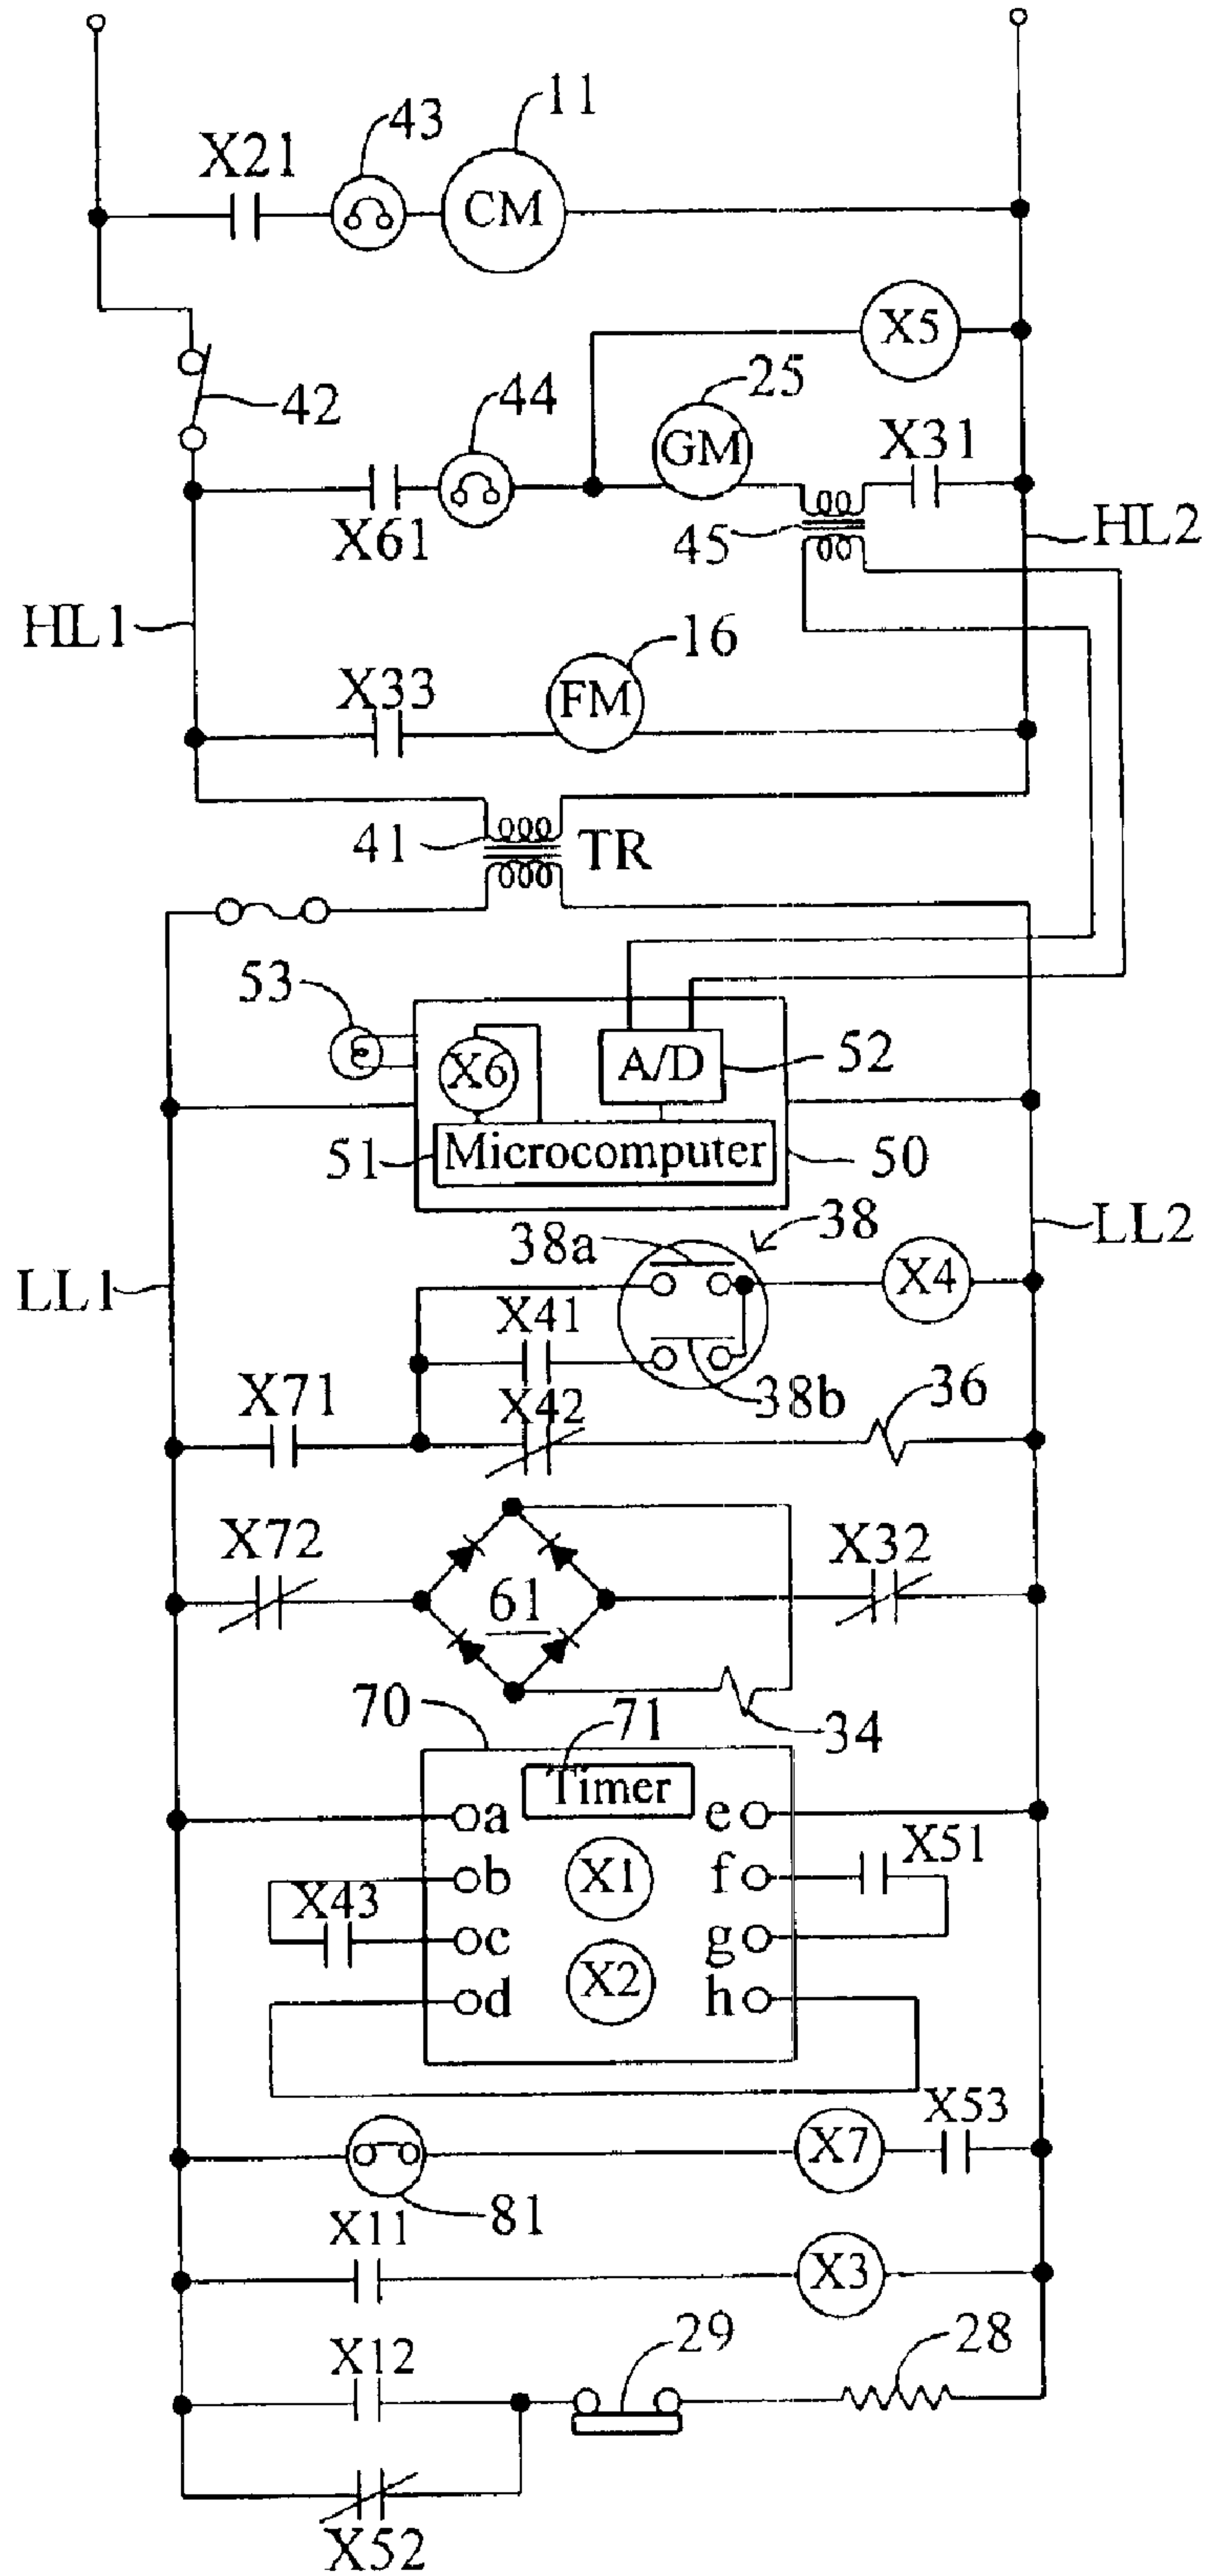 11
43
X21
CM
X5
25
44
42
GM
X31
X61
45
HL2
HL1
16
X33
FM
41
TR
53
X6
A/D
52
51
Microcomputer
50
38
38a
LL2
LL1
X4
X41
38b
36
X71
X42
X72
X32
61
70
71
34
Timer
a
e
X51
b
X1
f
X43
c
g
X2
d
h
X53
X7
81
X11
X3
29
28
X12
X52